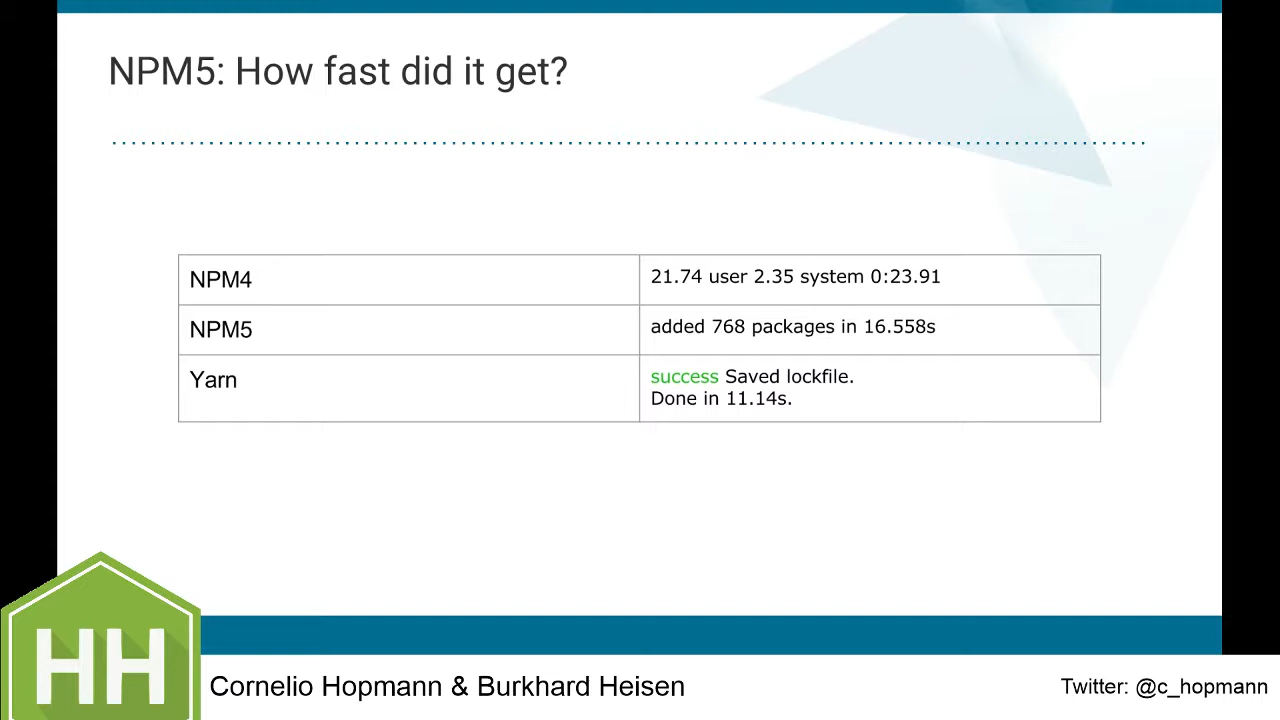 NPM5: How fast did it get?
NPM4
21.74 user 2.35 system 0:23.91
NPM5
added 768 packages in 16.558s
Yarn
success Saved lockfile.
Done in 11.14s.
HH
Cornelio Hopmann & Burkhard Heisen
Twitter: @c_hopmann